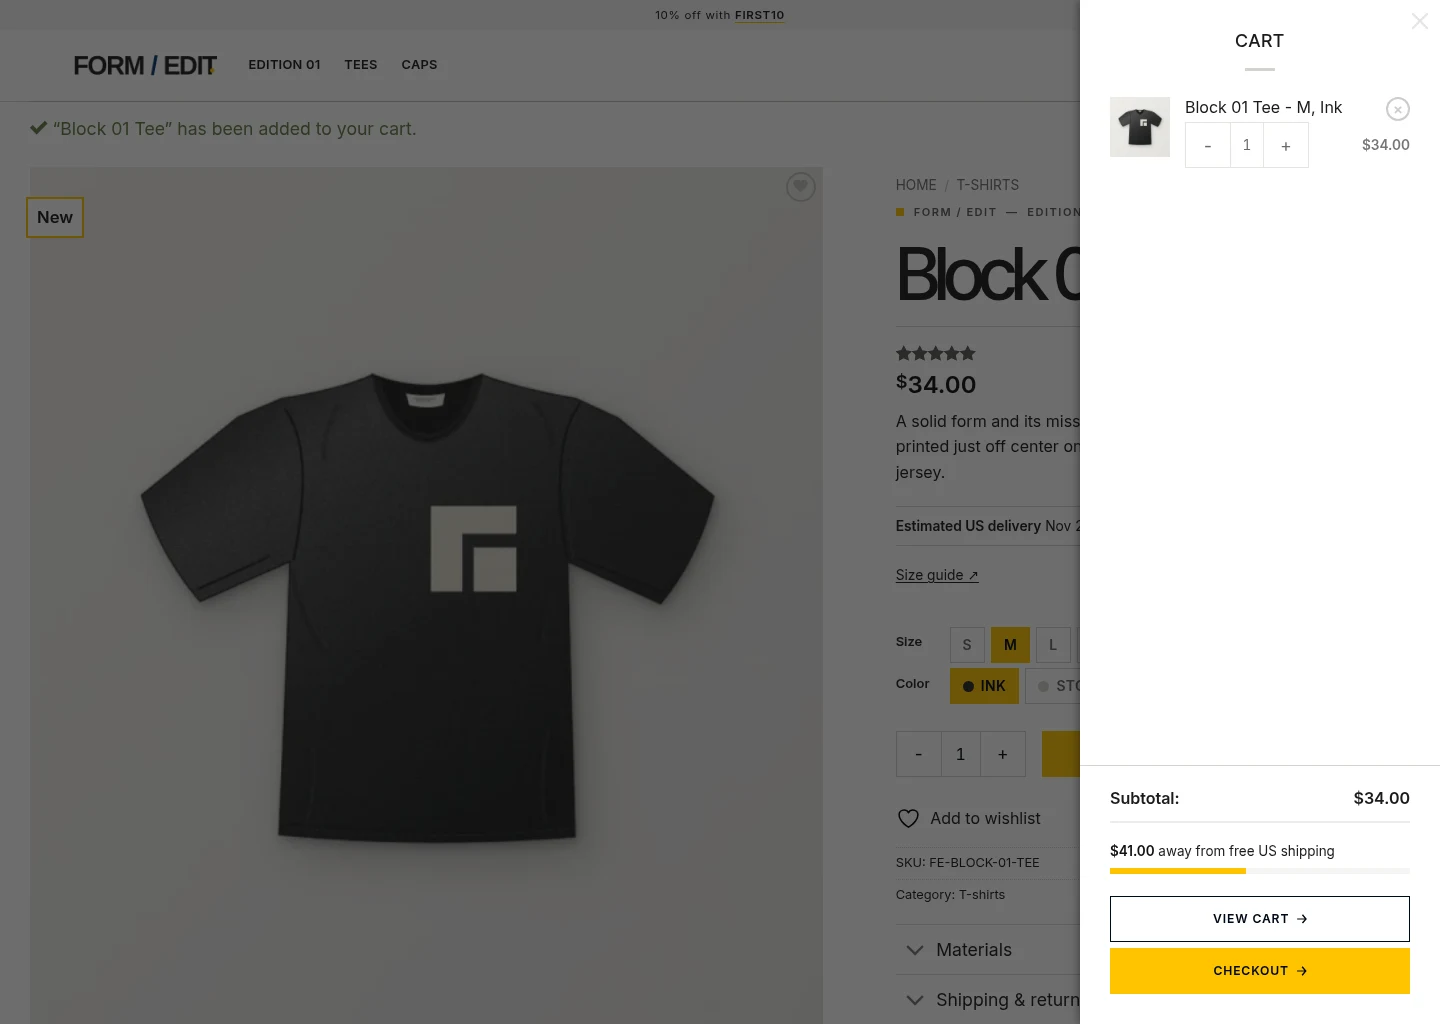 10% off with FIRST10
FORM / EDIT
EDITION 01
TEES
CAPS
“Block 01 Tee” has been added to your cart.
New
HOME / T-SHIRTS
FORM / EDIT — EDITION
Block 0
$34.00
A solid form and its miss
printed just off center on
jersey.
Estimated US delivery Nov 2
Size guide ↗
Size
S
M
L
Color
INK
STO
-
1
+
Add to wishlist
SKU: FE-BLOCK-01-TEE
Category: T-shirts
Materials
Shipping & return
CART
Block 01 Tee - M, Ink
-
1
+
$34.00
Subtotal: $34.00
$41.00 away from free US shipping
VIEW CART →
CHECKOUT →